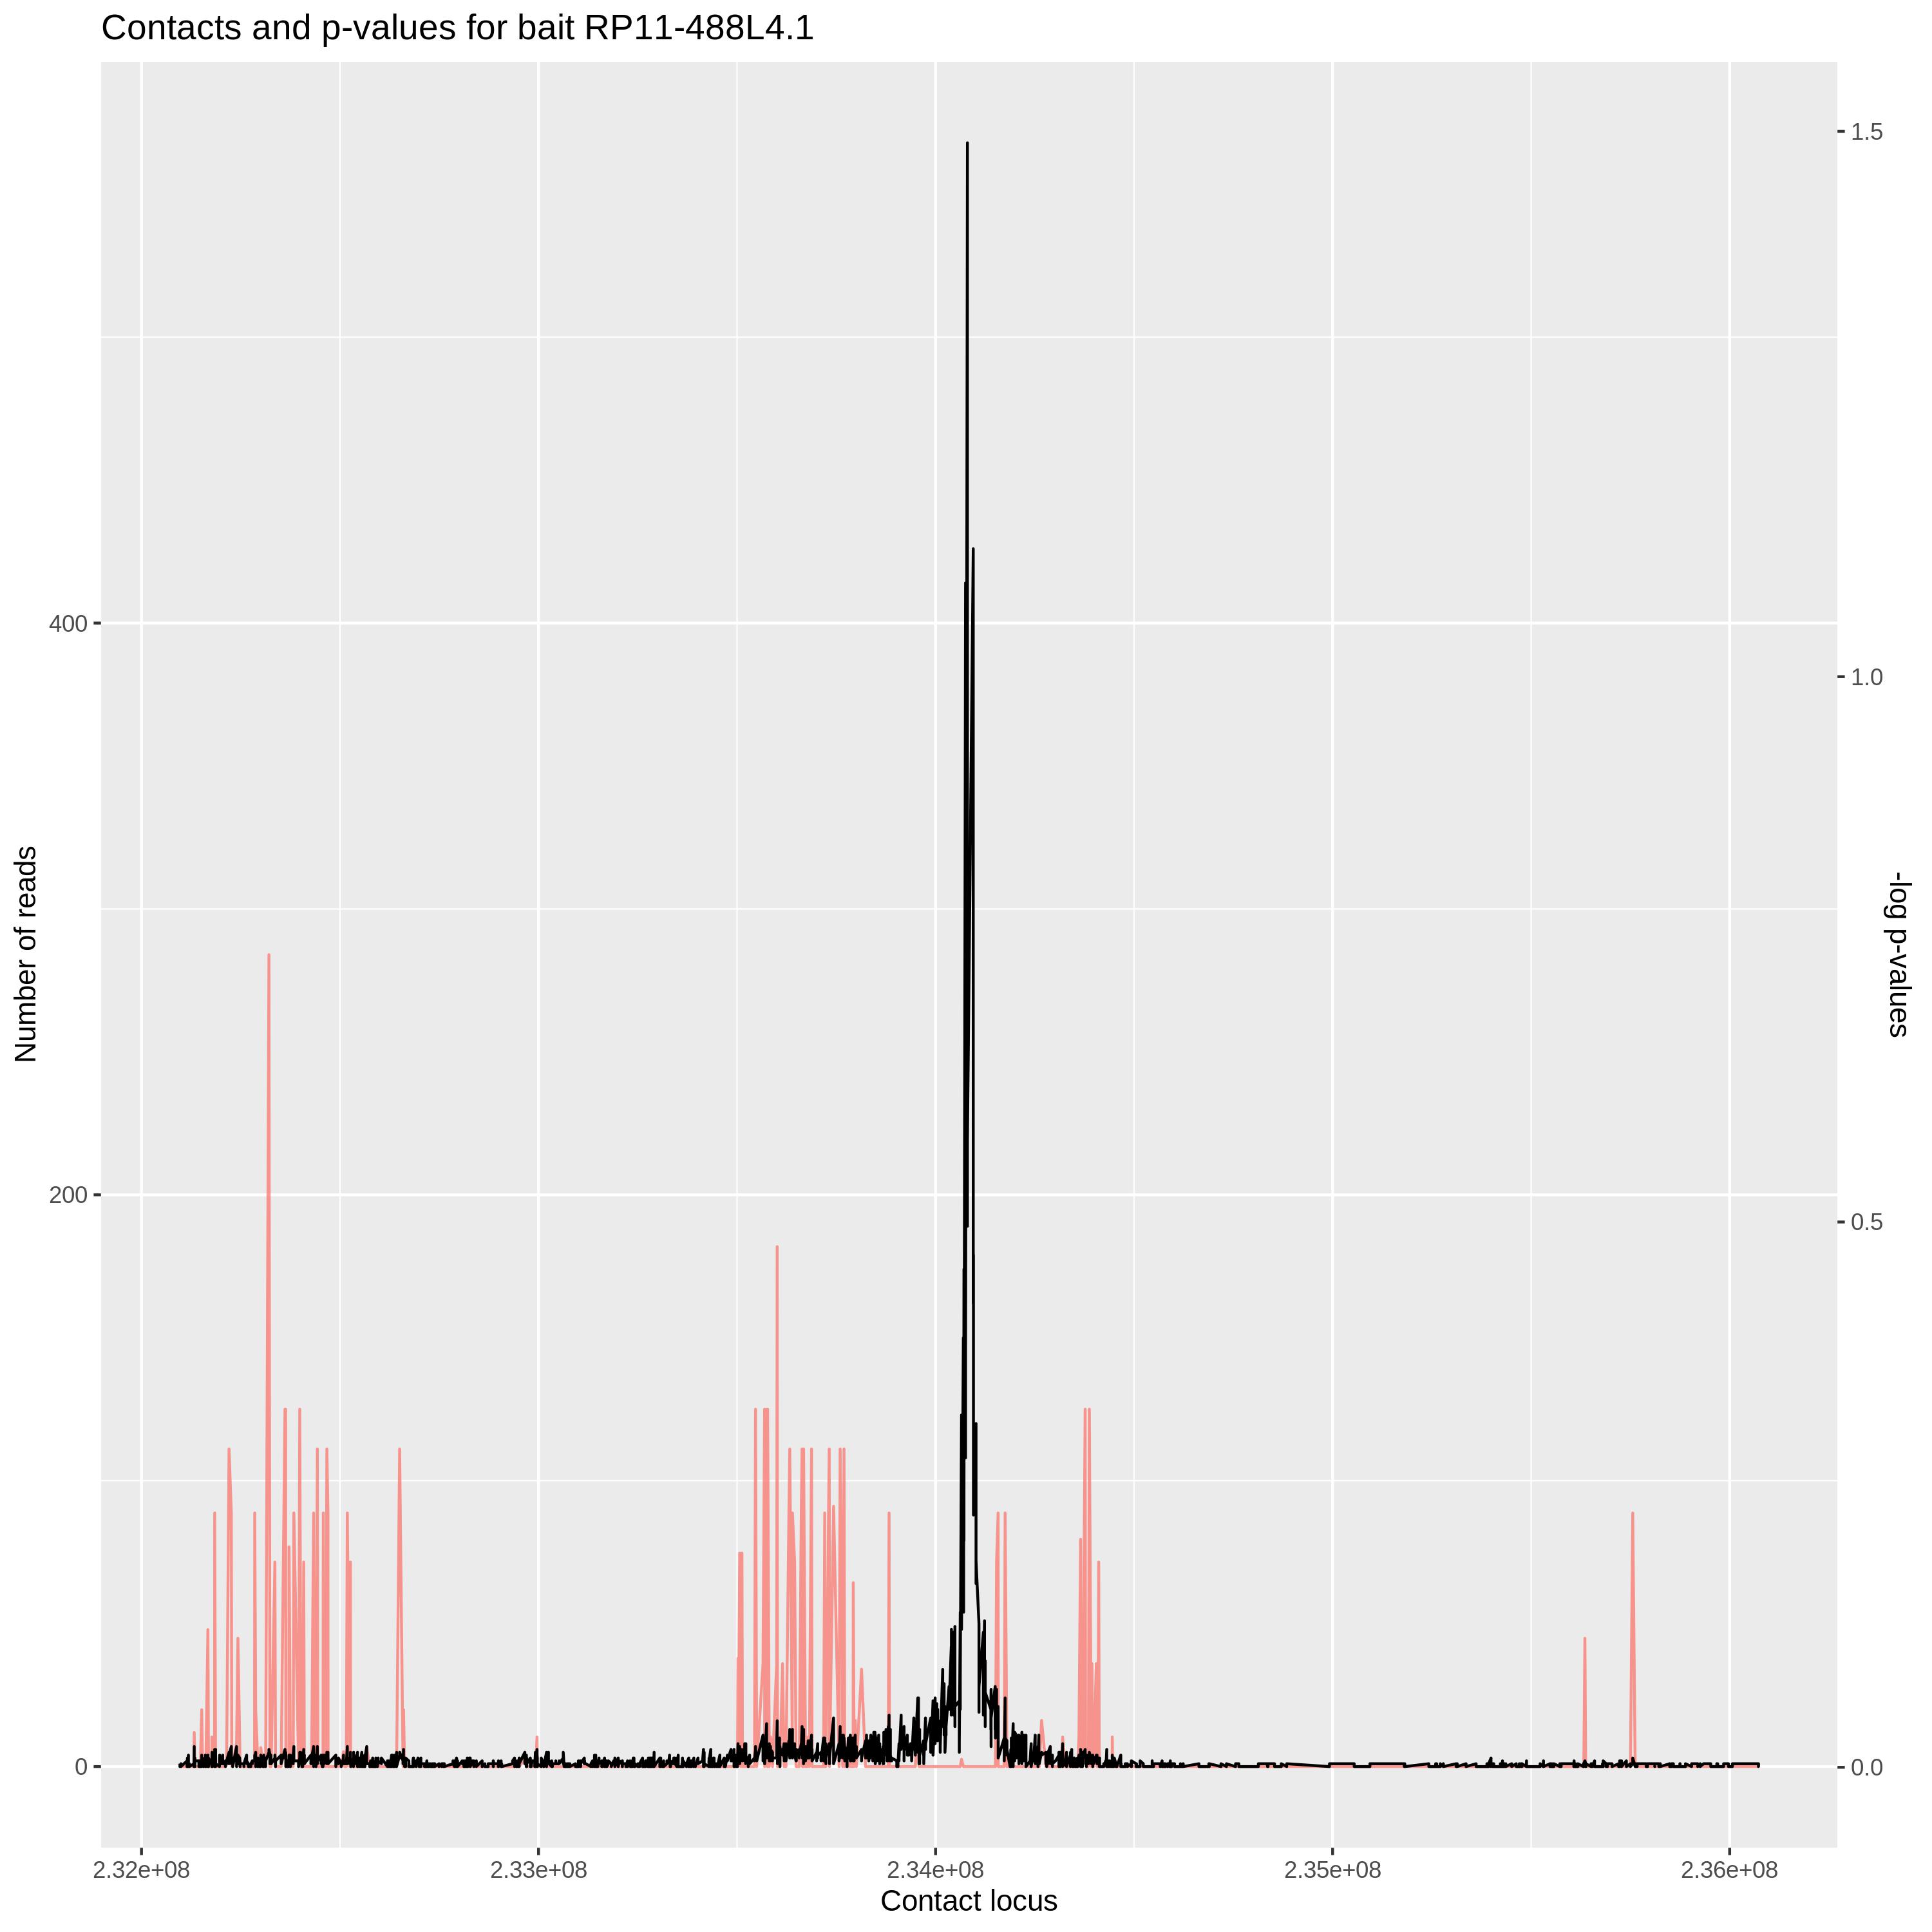 Contacts and p-values for bait RP11-488L4.1
1.5
400
1.0
Number of reads
-log p-values
200
0.5
0
0.0
2.32e+08
2.33e+08
2.34e+08
2.35e+08
2.36e+08
Contact locus